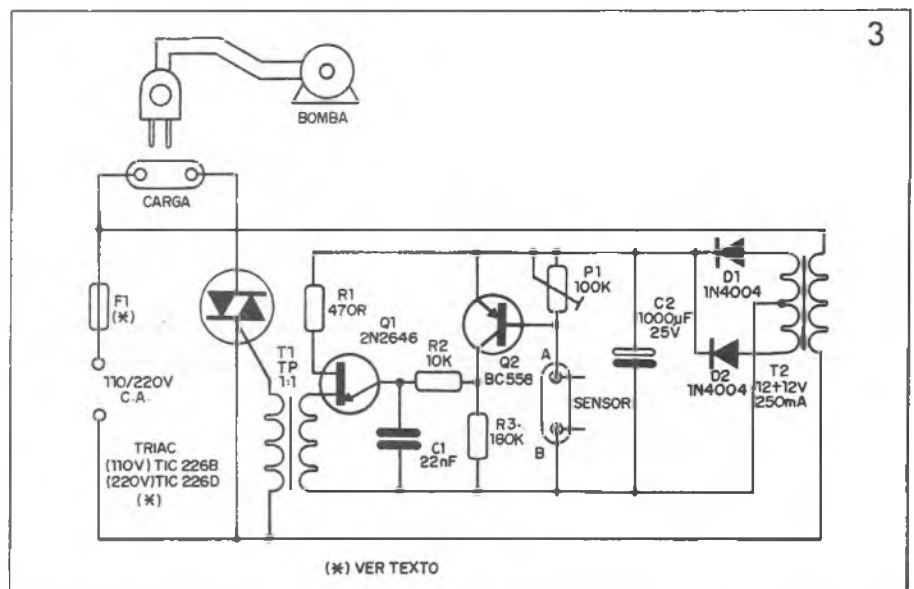 3
BOMBA
CARGA
F1
(*)
110/220V
C.A.
TRIAC
(110V) TIC 226B
(220V) TIC 226D
(*)
T1
TP
1:1
R1
470R
Q1
2N2646
R2
10K
C1
22nF
Q2
BC558
R3
180K
P1
100K
A
SENSOR
B
C2
1000µF
25V
D1
1N4004
D2
1N4004
T2
12+12V
250mA
(*) VER TEXTO